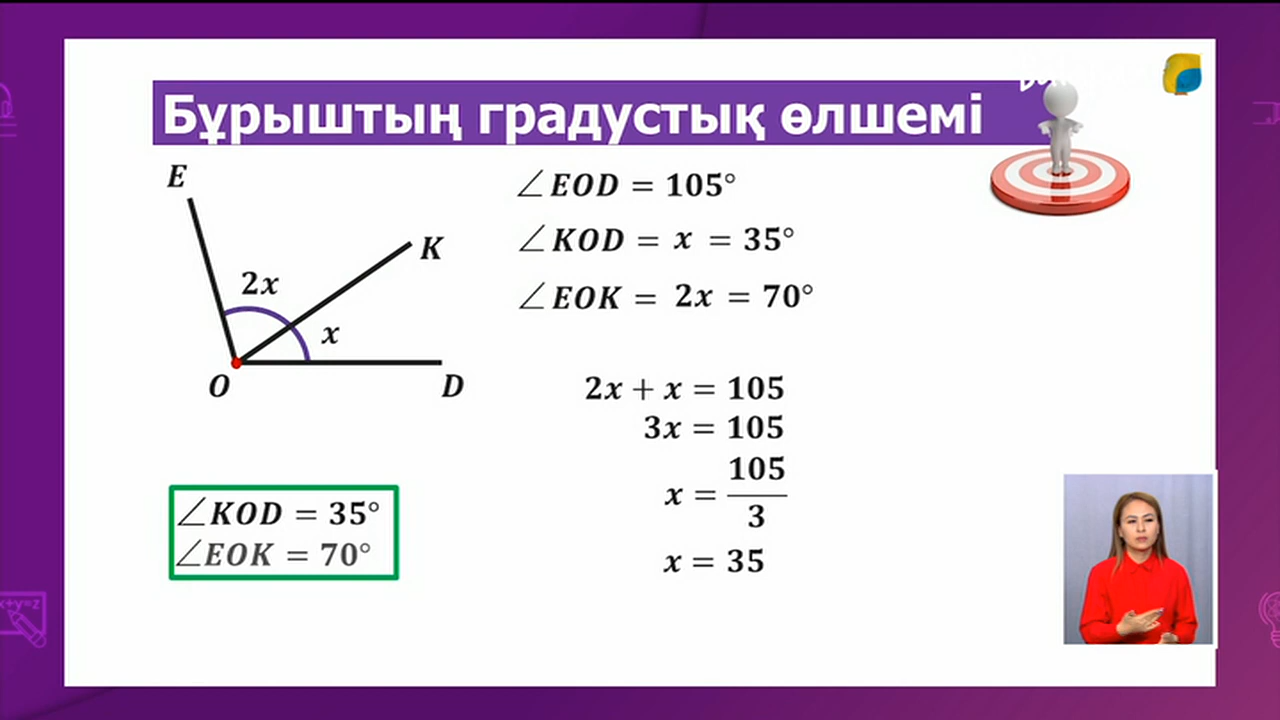 Бұрыштың градустық өлшемі
E
K
2x
x
O
D
∠EOD = 105°
∠KOD = x = 35°
∠EOK = 2x = 70°
2x + x = 105
3x = 105
x = 105/3
x = 35
∠KOD = 35°
∠EOK = 70°
x+y=z